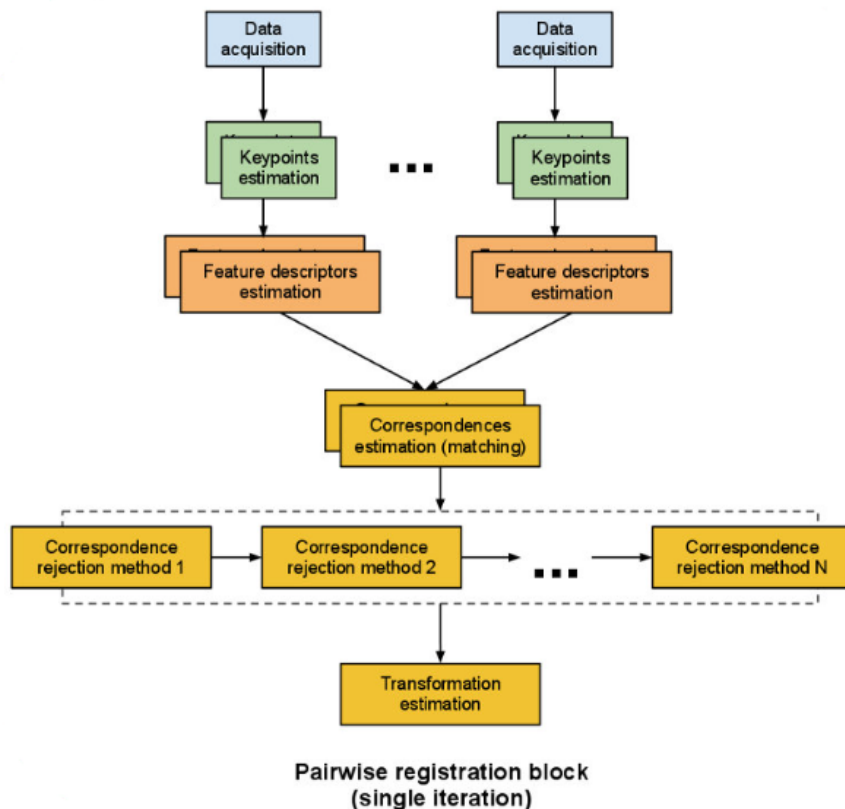 Data
acquisition
Data
acquisition
Keypoints
estimation
Keypoints
estimation
Feature descriptors
estimation
Feature descriptors
estimation
Correspondences
estimation (matching)
Correspondence
rejection method 1
Correspondence
rejection method 2
Correspondence
rejection method N
Transformation
estimation
Pairwise registration block
(single iteration)